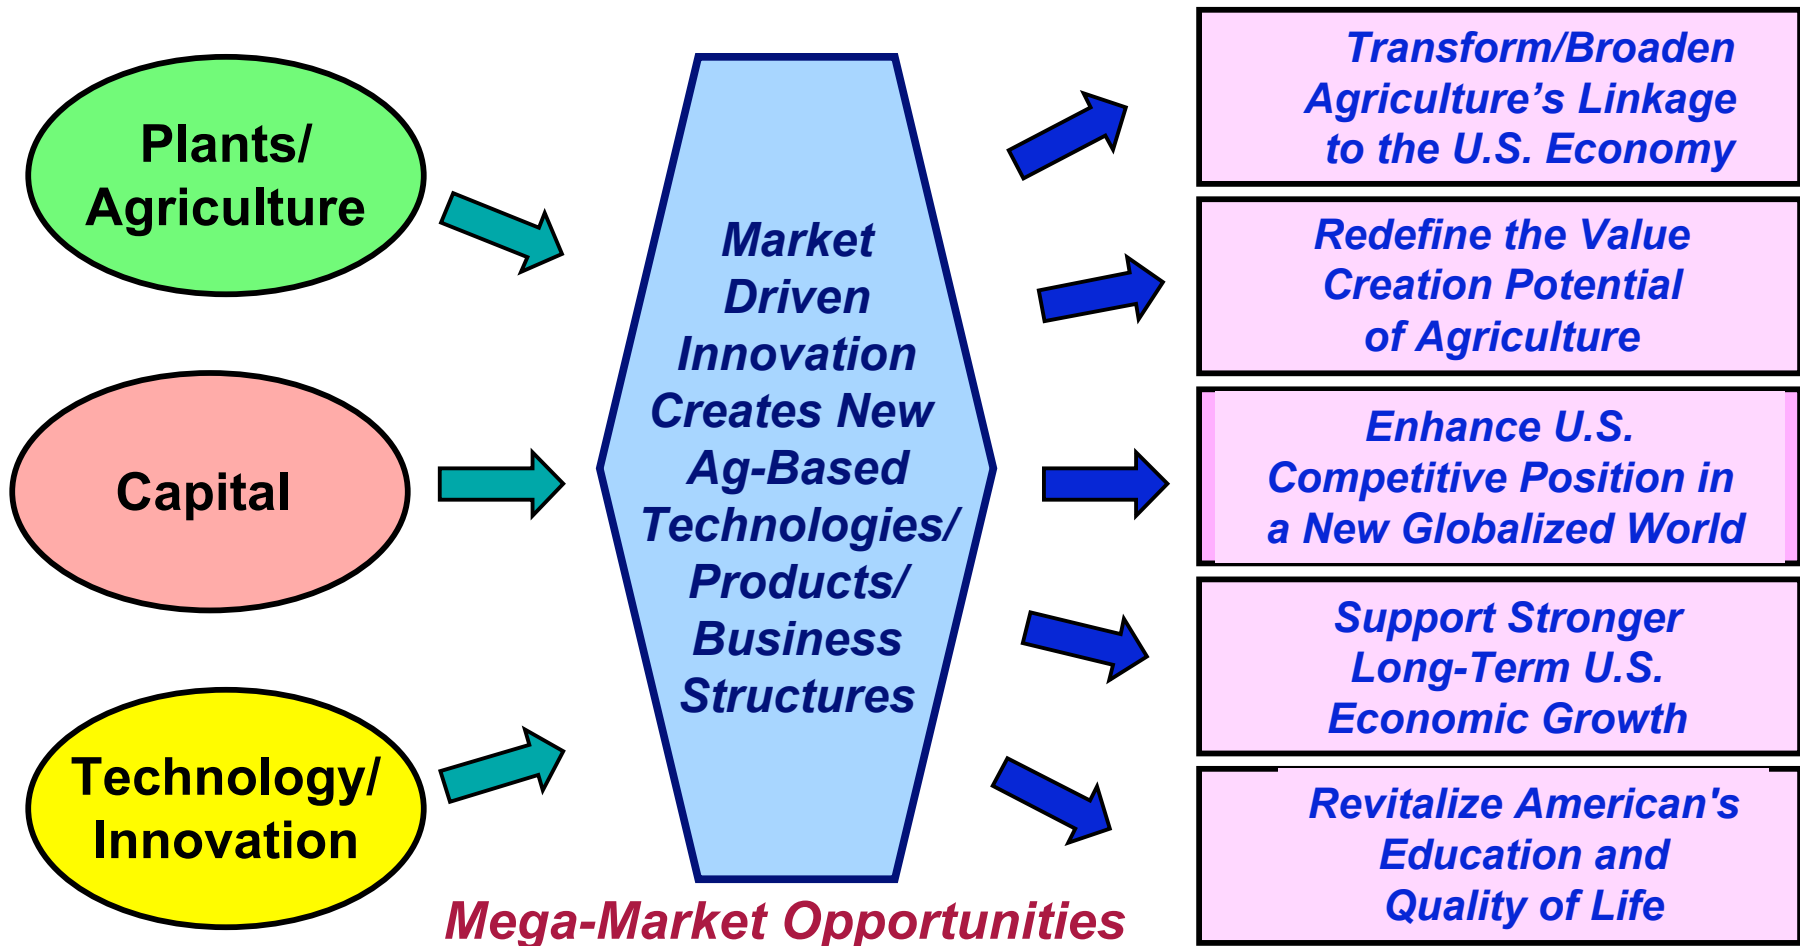 Plants/
Agriculture
Capital
Technology/
Innovation
Market
Driven
Innovation
Creates New
Ag-Based
Technologies/
Products/
Business
Structures
Mega-Market Opportunities
Transform/Broaden
Agriculture’s Linkage
to the U.S. Economy
Redefine the Value
Creation Potential
of Agriculture
Enhance U.S.
Competitive Position in
a New Globalized World
Support Stronger
Long-Term U.S.
Economic Growth
Revitalize American's
Education and
Quality of Life